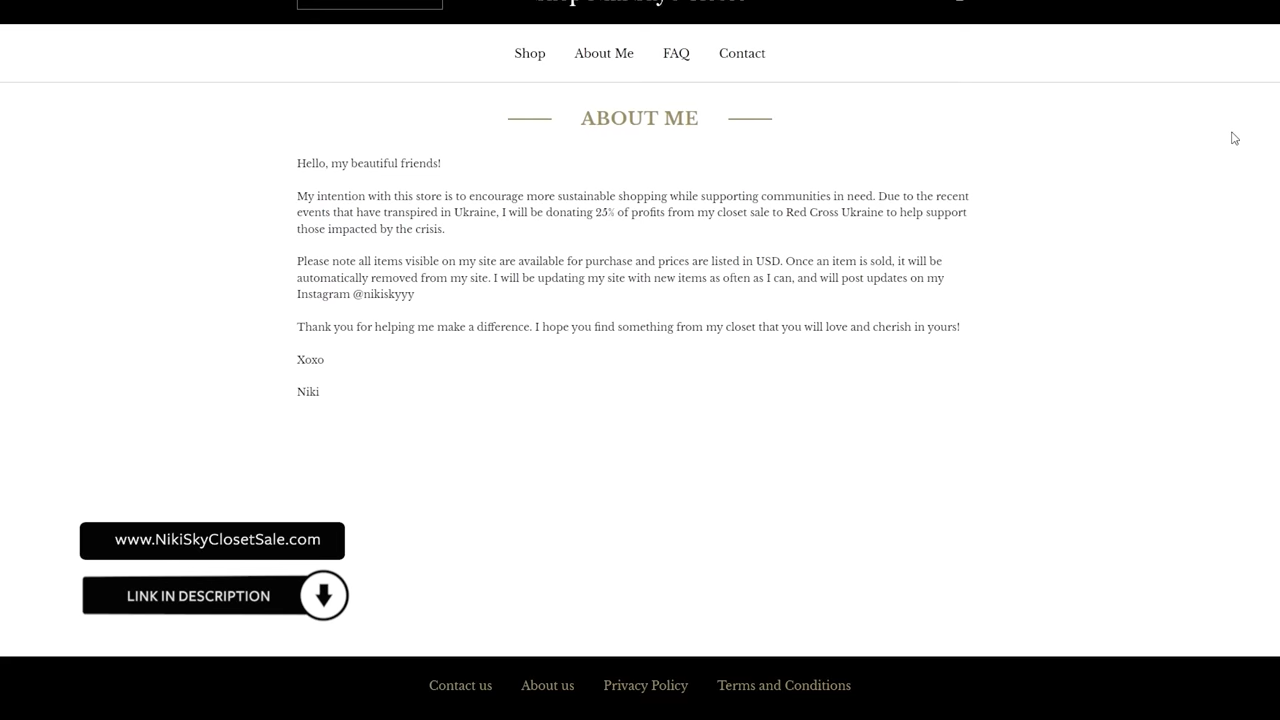 Shop Niki Sky's Closet
Shop About Me FAQ Contact
ABOUT ME
Hello, my beautiful friends!
My intention with this store is to encourage more sustainable shopping while supporting communities in need. Due to the recent
events that have transpired in Ukraine, I will be donating 25% of profits from my closet sale to Red Cross Ukraine to help support
those impacted by the crisis.
Please note all items visible on my site are available for purchase and prices are listed in USD. Once an item is sold, it will be
automatically removed from my site. I will be updating my site with new items as often as I can, and will post updates on my
Instagram @nikiskyyy
Thank you for helping me make a difference. I hope you find something from my closet that you will love and cherish in yours!
Xoxo
Niki
www.NikiSkyClosetSale.com
LINK IN DESCRIPTION
Contact us About us Privacy Policy Terms and Conditions